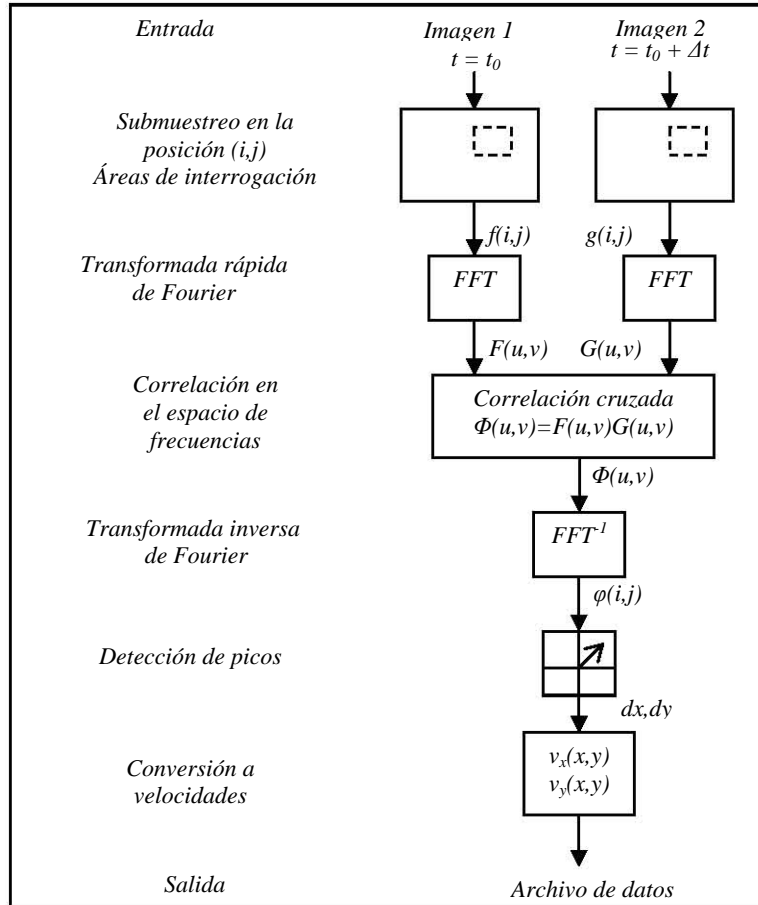 Entrada
Imagen 1
t = t₀
Imagen 2
t = t₀ + Δt
Submuestreo en la
posición (i,j)
Áreas de interrogación
f(i,j)
g(i,j)
Transformada rápida
de Fourier
FFT
FFT
F(u,v)
G(u,v)
Correlación en
el espacio de
frecuencias
Correlación cruzada
Φ(u,v)=F(u,v)G(u,v)
Φ(u,v)
Transformada inversa
de Fourier
FFT⁻¹
φ(i,j)
Detección de picos
dx,dy
Conversión a
velocidades
vₓ(x,y)
v_y(x,y)
Salida
Archivo de datos